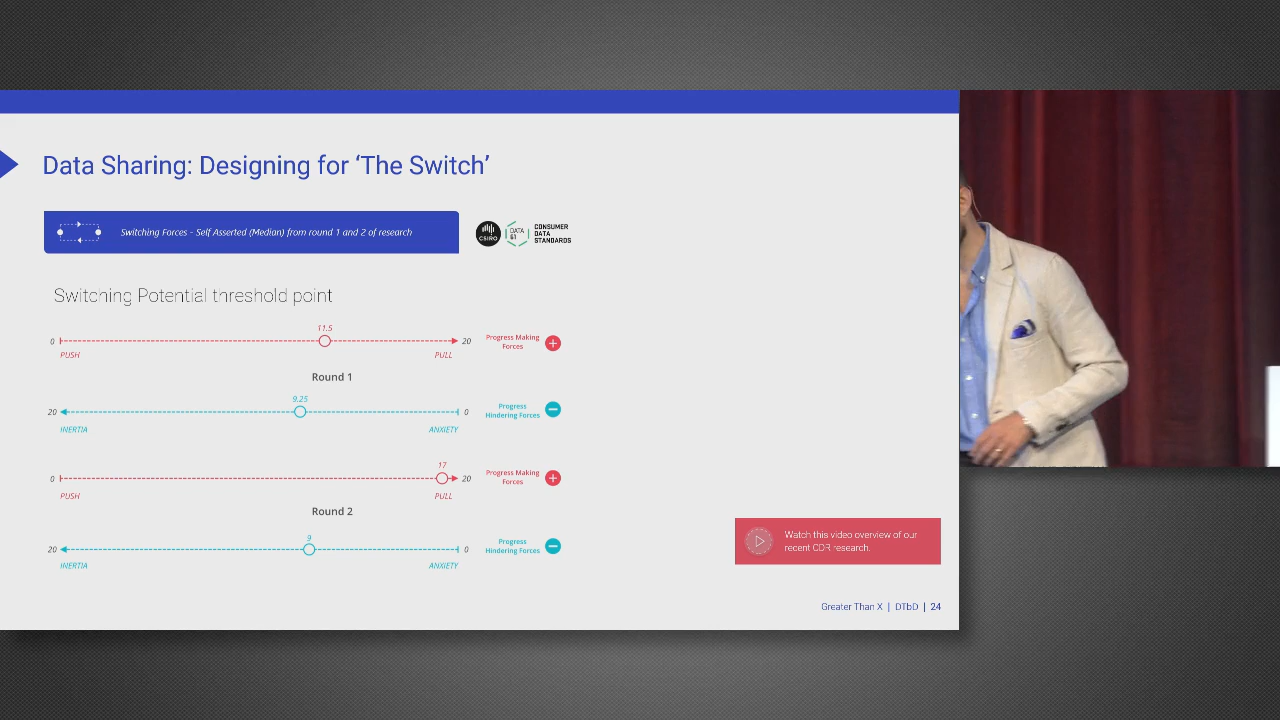 Data Sharing: Designing for ‘The Switch’
Switching Forces - Self Asserted (Median) from round 1 and 2 of research
CSIRO
DATA
61
CONSUMER
DATA
STANDARDS
Switching Potential threshold point
11.5
0
20
PUSH
PULL
Progress Making
Forces
Round 1
9.25
20
0
INERTIA
ANXIETY
Progress
Hindering Forces
17
0
20
PUSH
PULL
Progress Making
Forces
Round 2
9
20
0
INERTIA
ANXIETY
Progress
Hindering Forces
Watch this video overview of our
recent CDR research.
Greater Than X | DTbD | 24